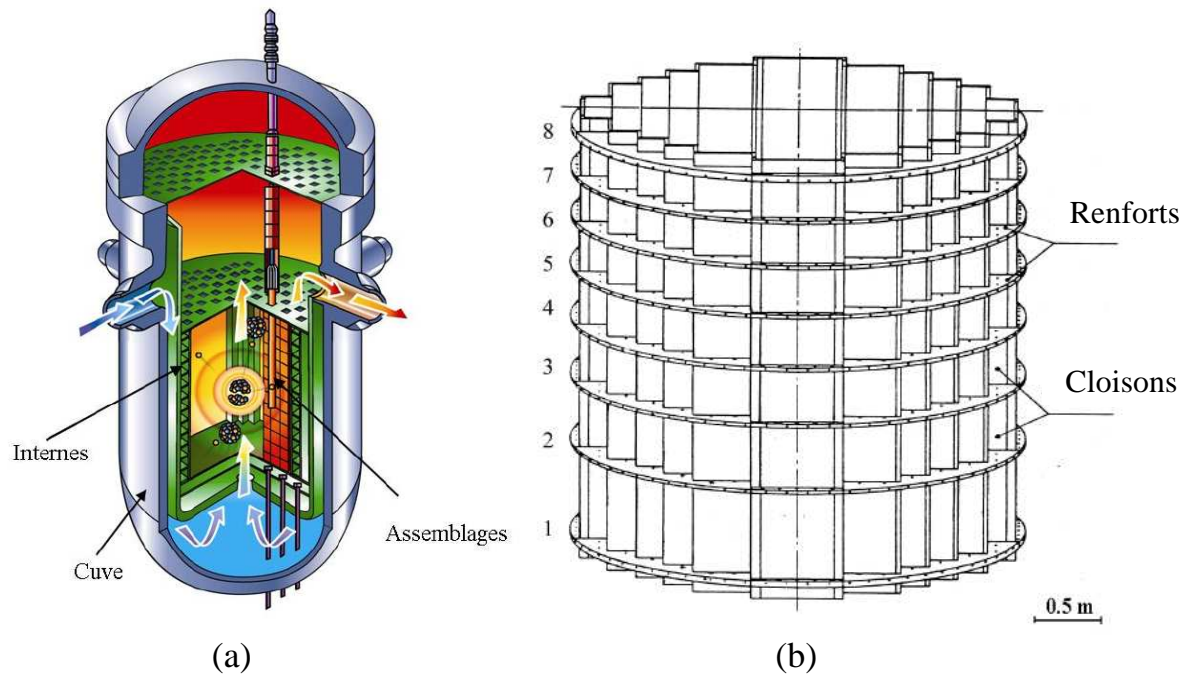 Internes
Cuve
Assemblages
(a)
8
7
6
5
4
3
2
1
Renforts
Cloisons
0.5 m
(b)